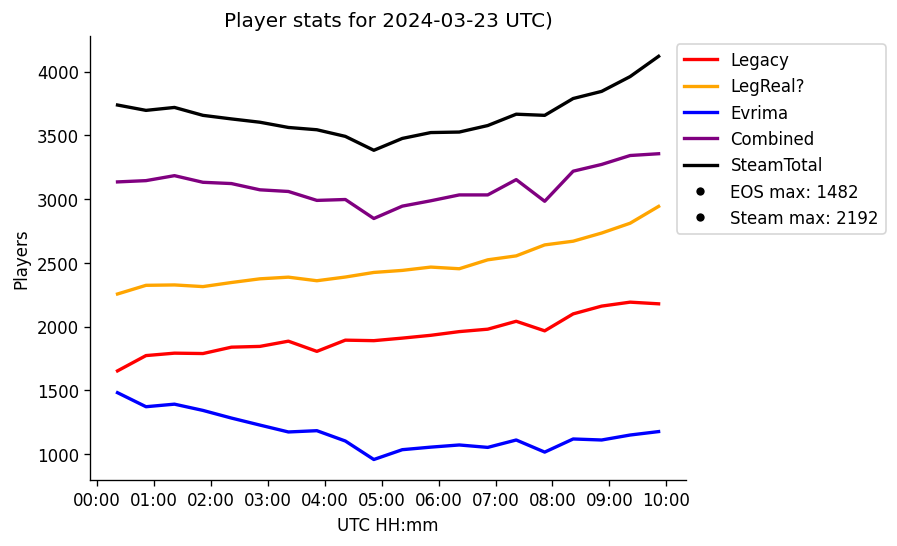 Player stats for 2024-03-23 UTC)
4000
3500
3000
2500
2000
1500
1000
Players
00:00 01:00 02:00 03:00 04:00 05:00 06:00 07:00 08:00 09:00 10:00
UTC HH:mm
Legacy
LegReal?
Evrima
Combined
SteamTotal
EOS max: 1482
Steam max: 2192